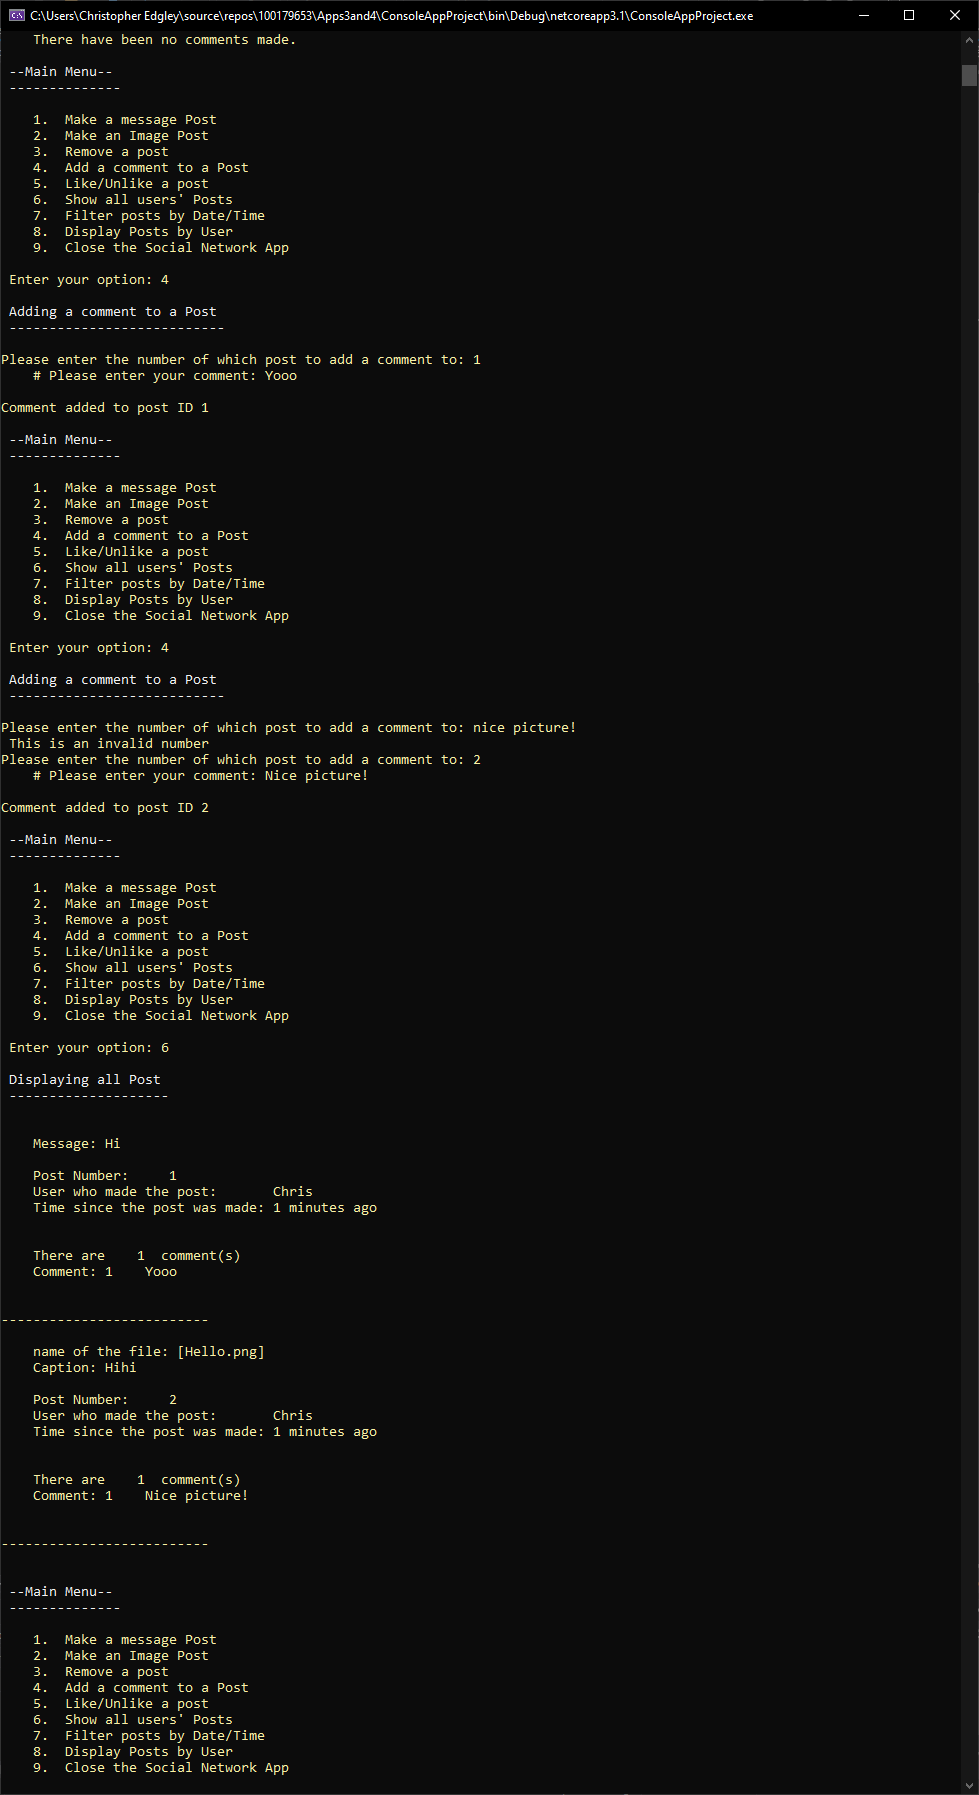 C:\Users\Christopher Edgley\source\repos\100179653\Apps3and4\ConsoleAppProject\bin\Debug\netcoreapp3.1\ConsoleAppProject.exe
There have been no comments made.
--Main Menu--
--------------
1. Make a message Post
2. Make an Image Post
3. Remove a post
4. Add a comment to a Post
5. Like/Unlike a post
6. Show all users' Posts
7. Filter posts by Date/Time
8. Display Posts by User
9. Close the Social Network App
Enter your option: 4
Adding a comment to a Post
---------------------------
Please enter the number of which post to add a comment to: 1
# Please enter your comment: Yooo
Comment added to post ID 1
--Main Menu--
--------------
1. Make a message Post
2. Make an Image Post
3. Remove a post
4. Add a comment to a Post
5. Like/Unlike a post
6. Show all users' Posts
7. Filter posts by Date/Time
8. Display Posts by User
9. Close the Social Network App
Enter your option: 4
Adding a comment to a Post
---------------------------
Please enter the number of which post to add a comment to: nice picture!
This is an invalid number
Please enter the number of which post to add a comment to: 2
# Please enter your comment: Nice picture!
Comment added to post ID 2
--Main Menu--
--------------
1. Make a message Post
2. Make an Image Post
3. Remove a post
4. Add a comment to a Post
5. Like/Unlike a post
6. Show all users' Posts
7. Filter posts by Date/Time
8. Display Posts by User
9. Close the Social Network App
Enter your option: 6
Displaying all Post
--------------------
Message: Hi
Post Number: 1
User who made the post: Chris
Time since the post was made: 1 minutes ago
There are 1 comment(s)
Comment: 1 Yooo
--------------------------
name of the file: [Hello.png]
Caption: Hihi
Post Number: 2
User who made the post: Chris
Time since the post was made: 1 minutes ago
There are 1 comment(s)
Comment: 1 Nice picture!
--------------------------
--Main Menu--
--------------
1. Make a message Post
2. Make an Image Post
3. Remove a post
4. Add a comment to a Post
5. Like/Unlike a post
6. Show all users' Posts
7. Filter posts by Date/Time
8. Display Posts by User
9. Close the Social Network App